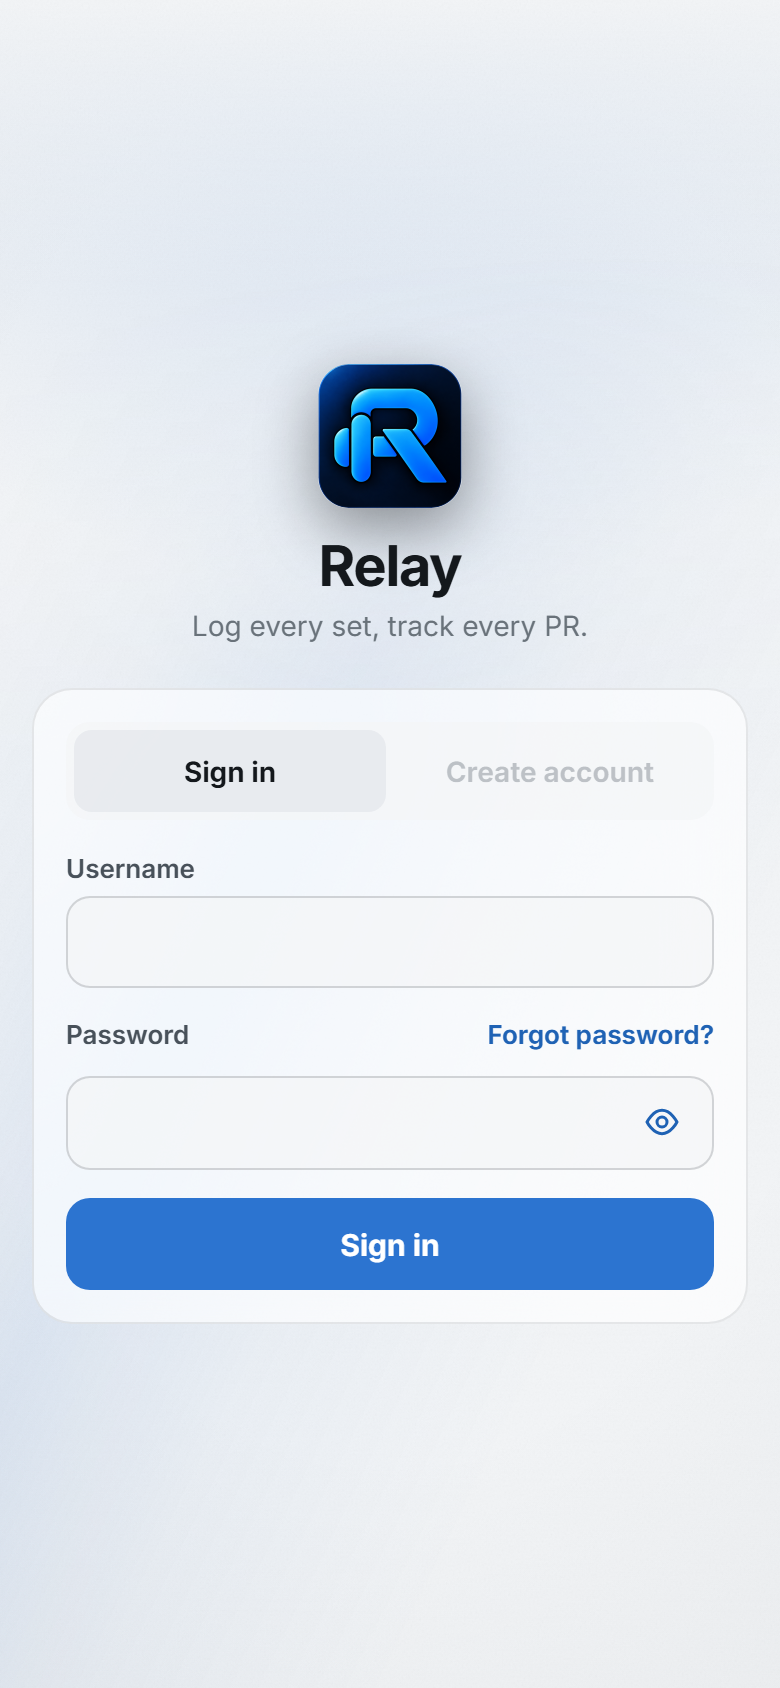 Relay
Log every set, track every PR.
Sign in
Create account
Username
Password
Forgot password?
Sign in